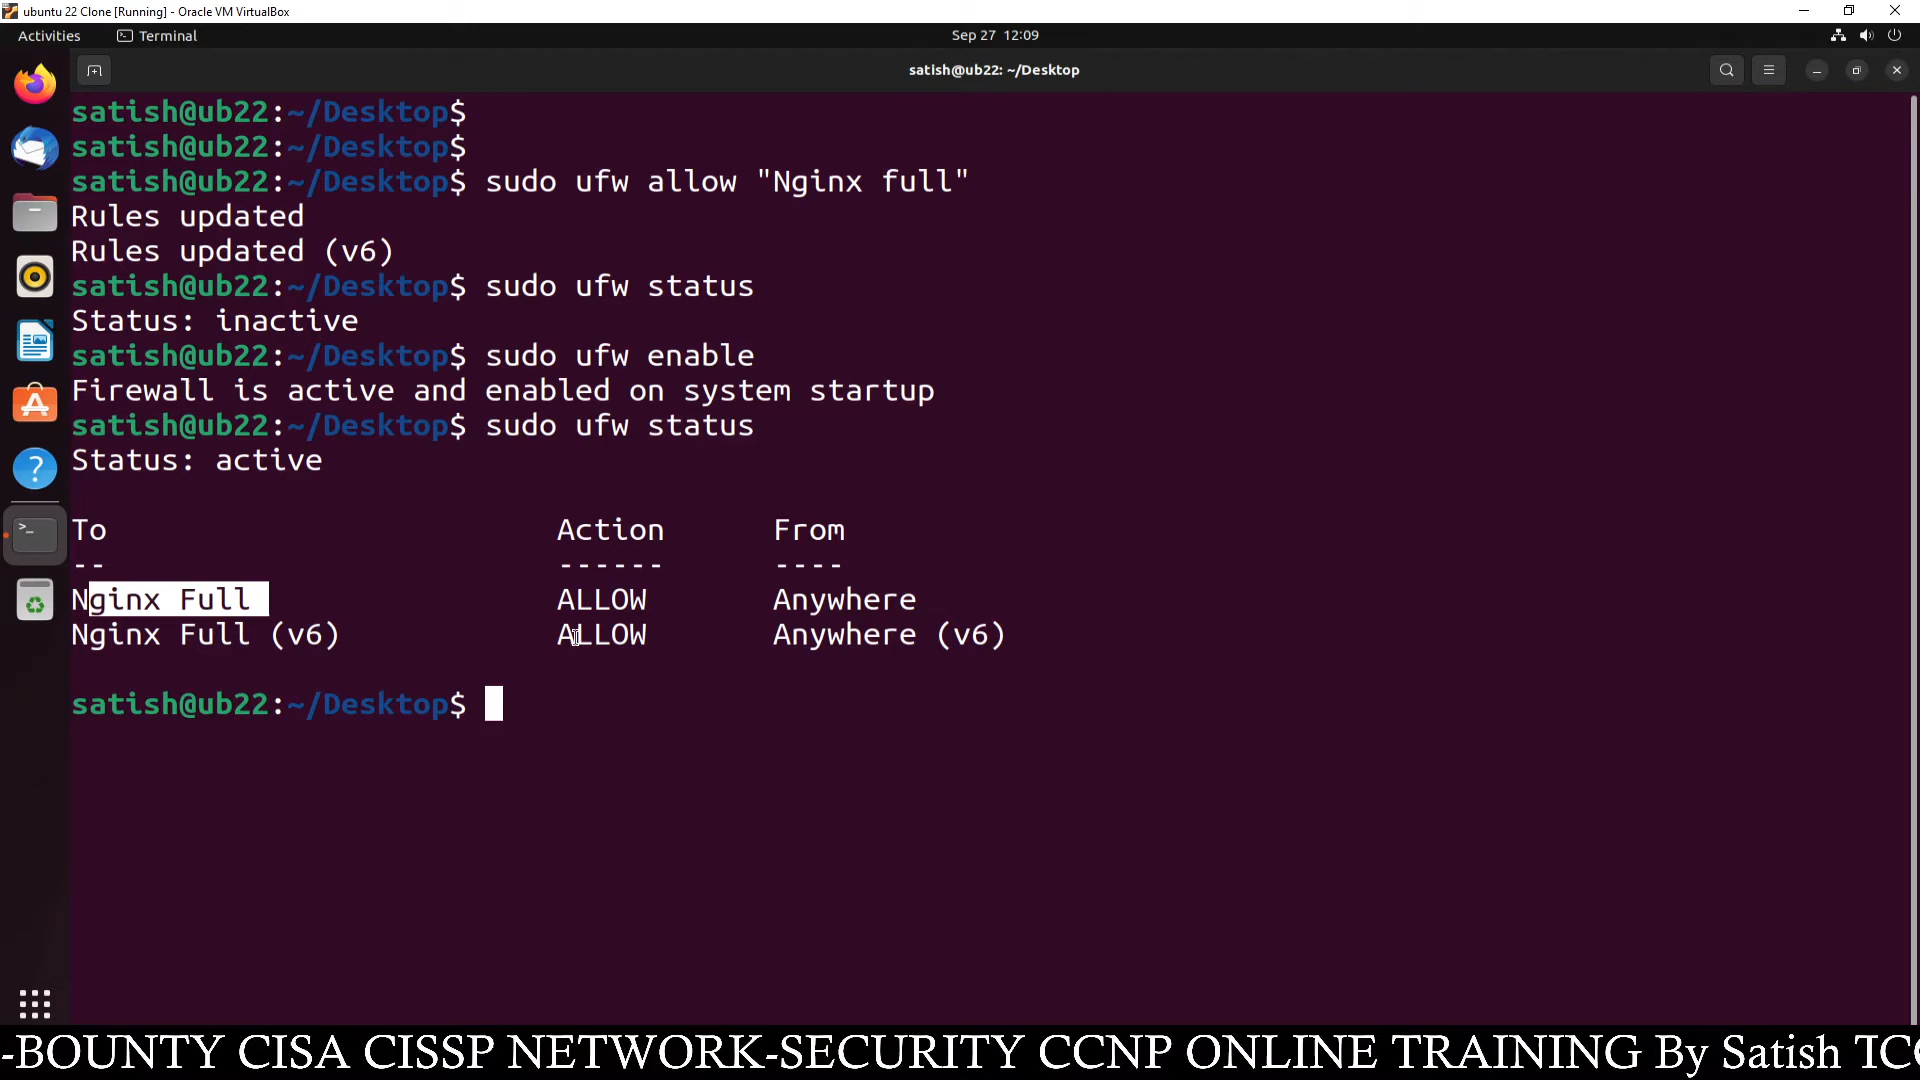 ubuntu 22 Clone [Running] - Oracle VM VirtualBox
Activities Terminal Sep 27 12:09
satish@ub22: ~/Desktop
satish@ub22:~/Desktop$
satish@ub22:~/Desktop$
satish@ub22:~/Desktop$ sudo ufw allow "Nginx full"
Rules updated
Rules updated (v6)
satish@ub22:~/Desktop$ sudo ufw status
Status: inactive
satish@ub22:~/Desktop$ sudo ufw enable
Firewall is active and enabled on system startup
satish@ub22:~/Desktop$ sudo ufw status
Status: active
To Action From
-- ------ ----
Nginx Full ALLOW Anywhere
Nginx Full (v6) ALLOW Anywhere (v6)
satish@ub22:~/Desktop$
-BOUNTY CISA CISSP NETWORK-SECURITY CCNP ONLINE TRAINING By Satish